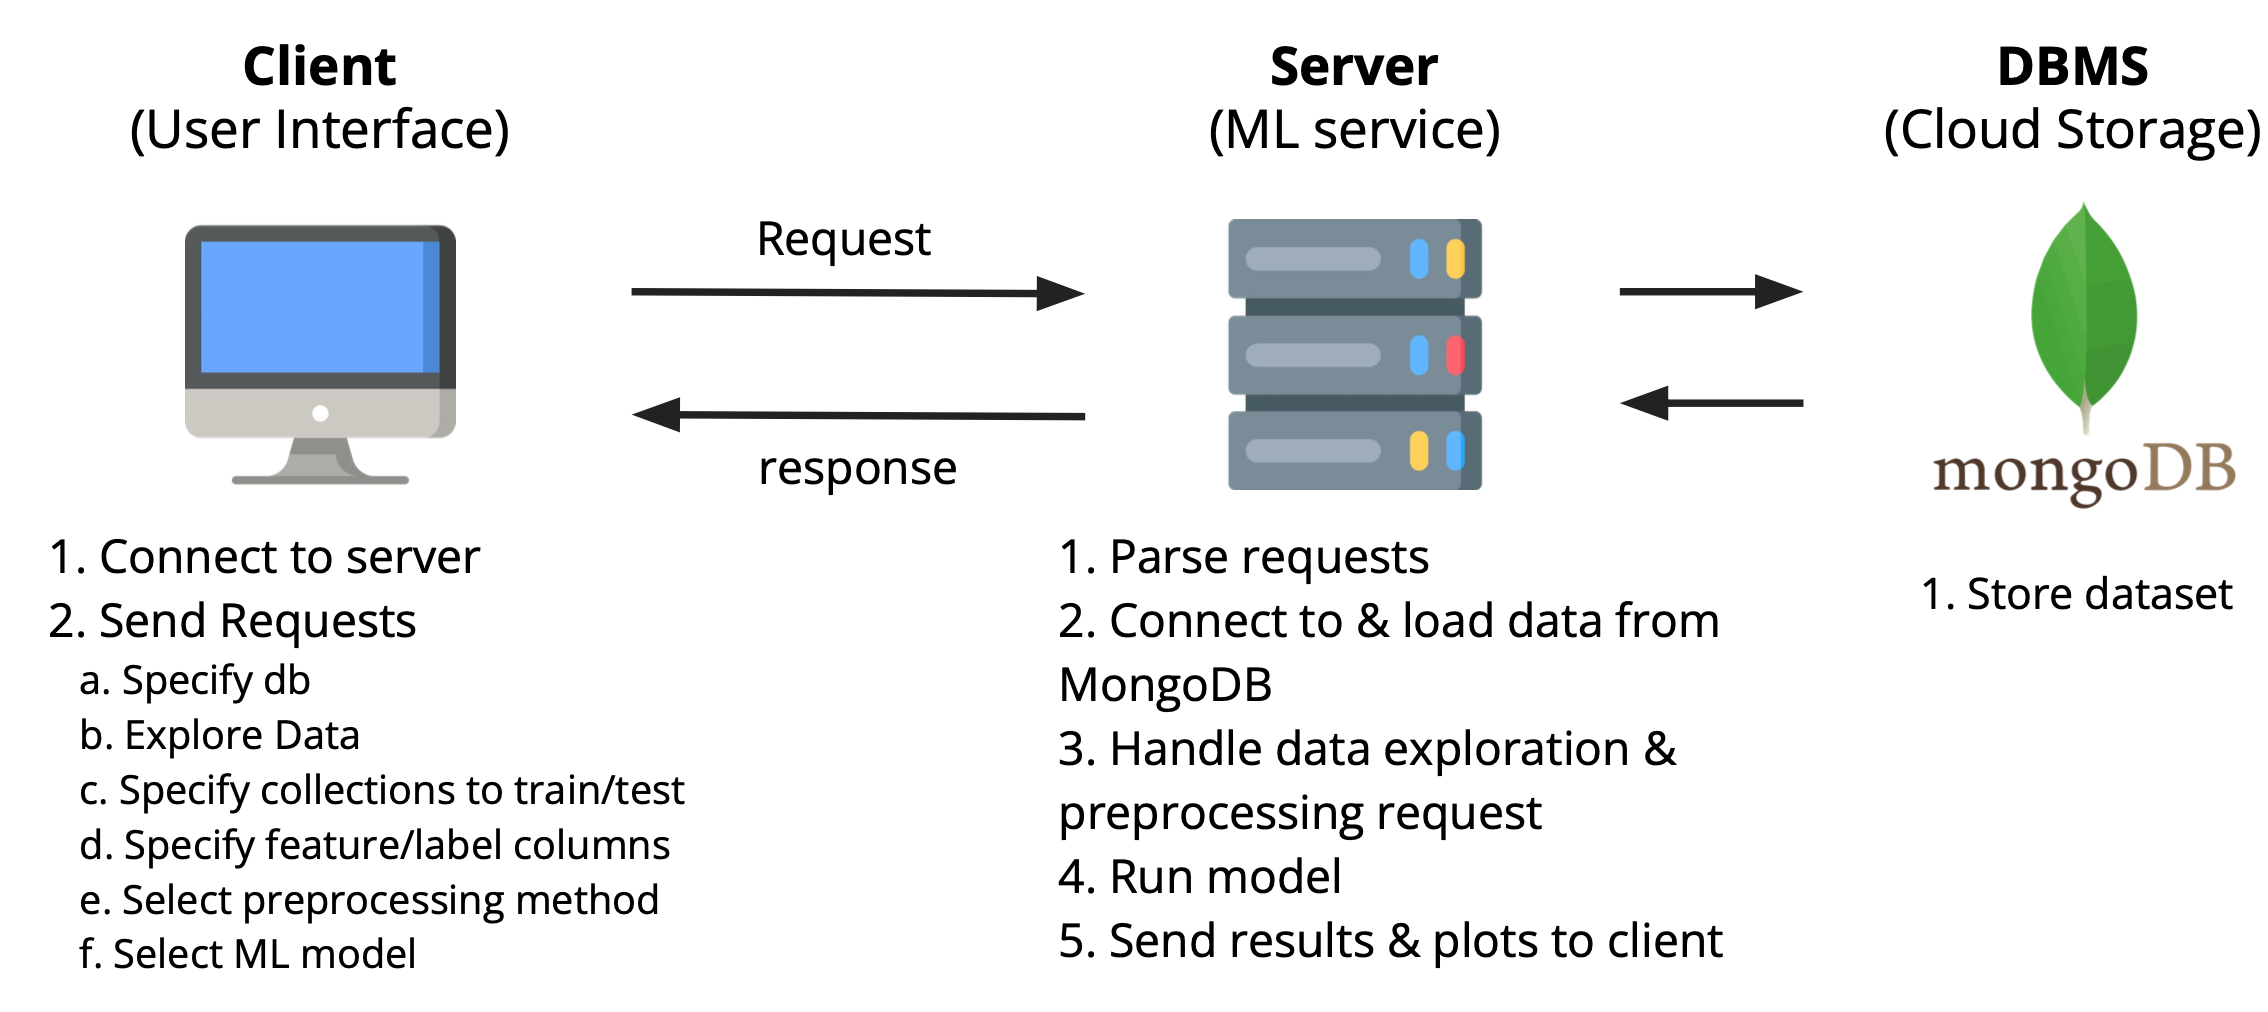 Client
(User Interface)
Server
(ML service)
DBMS
(Cloud Storage)
Request
response
mongoDB
1. Connect to server
2. Send Requests
a. Specify db
b. Explore Data
c. Specify collections to train/test
d. Specify feature/label columns
e. Select preprocessing method
f. Select ML model
1. Parse requests
2. Connect to & load data from
MongoDB
3. Handle data exploration &
preprocessing request
4. Run model
5. Send results & plots to client
1. Store dataset